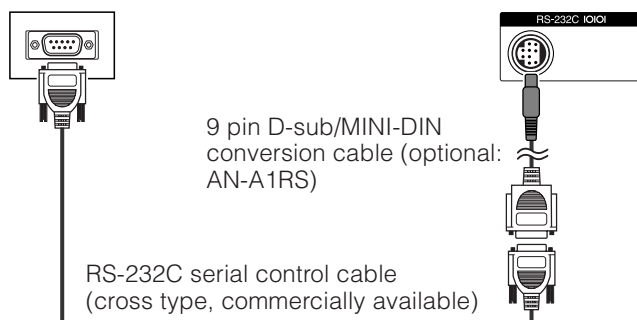 RS-232C IOIOI
9 pin D-sub/MINI-DIN
conversion cable (optional:
AN-A1RS)
RS-232C serial control cable
(cross type, commercially available)